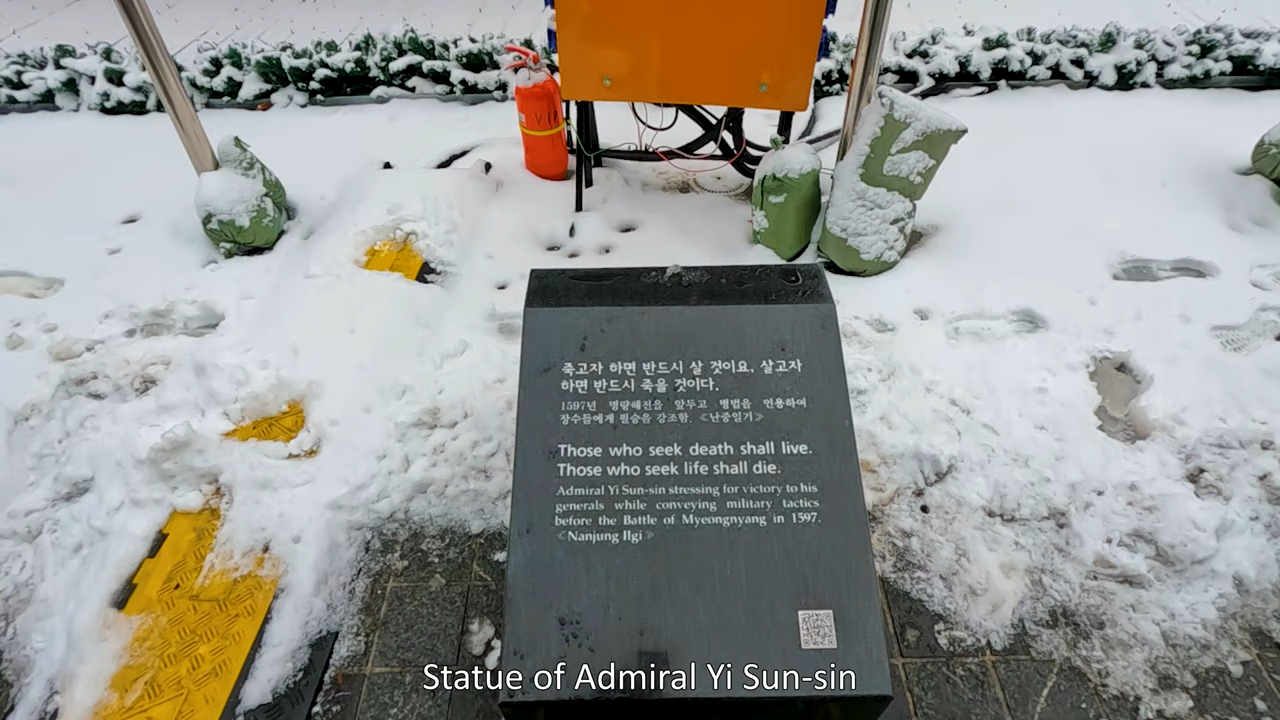 VIP
죽고자 하면 반드시 살 것이요, 살고자
하면 반드시 죽을 것이다.
1597년 명량해전을 앞두고 병법을 인용하여
장수들에게 필승을 강조함. 《난중일기》
Those who seek death shall live.
Those who seek life shall die.
Admiral Yi Sun-sin stressing for victory to his
generals while conveying military tactics
before the Battle of Myeongnyang in 1597.
《Nanjung Ilgi》
Statue of Admiral Yi Sun-sin